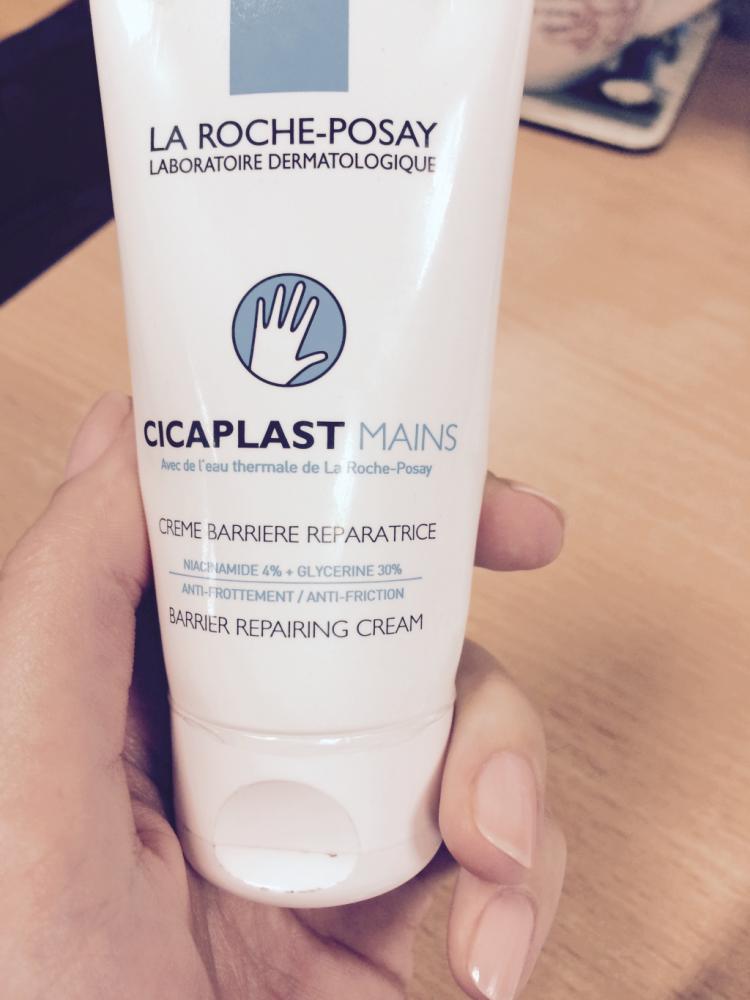 LA ROCHE-POSAY
LABORATOIRE DERMATOLOGIQUE
CICAPLAST MAINS
Avec de l'eau thermale de La Roche-Posay
CREME BARRIERE REPARATRICE
NIACINAMIDE 4% + GLYCERINE 30%
ANTI-FROTTEMENT / ANTI-FRICTION
BARRIER REPAIRING CREAM